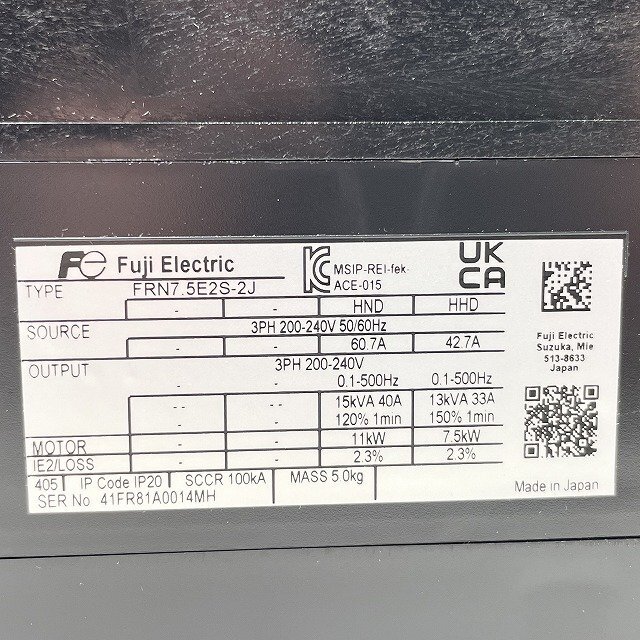 Fe Fuji Electric
MSIP-REI-fek-
ACE-015
UK
CA
TYPE FRN7.5E2S-2J
- - HND HHD
SOURCE 3PH 200-240V 50/60Hz
- - 60.7A 42.7A
OUTPUT 3PH 200-240V
- - 0.1-500Hz 0.1-500Hz
-- - 15kVA 40A 13kVA 33A
- - 120% 1min 150% 1min
MOTOR - - 11kW 7.5kW
IE2/LOSS - - 2.3% 2.3%
405 IP Code IP20 SCCR 100kA MASS 5.0kg
SER No 41FR81A0014MH
Fuji Electric
Suzuka, Mie
513-8633
Japan
Made in Japan